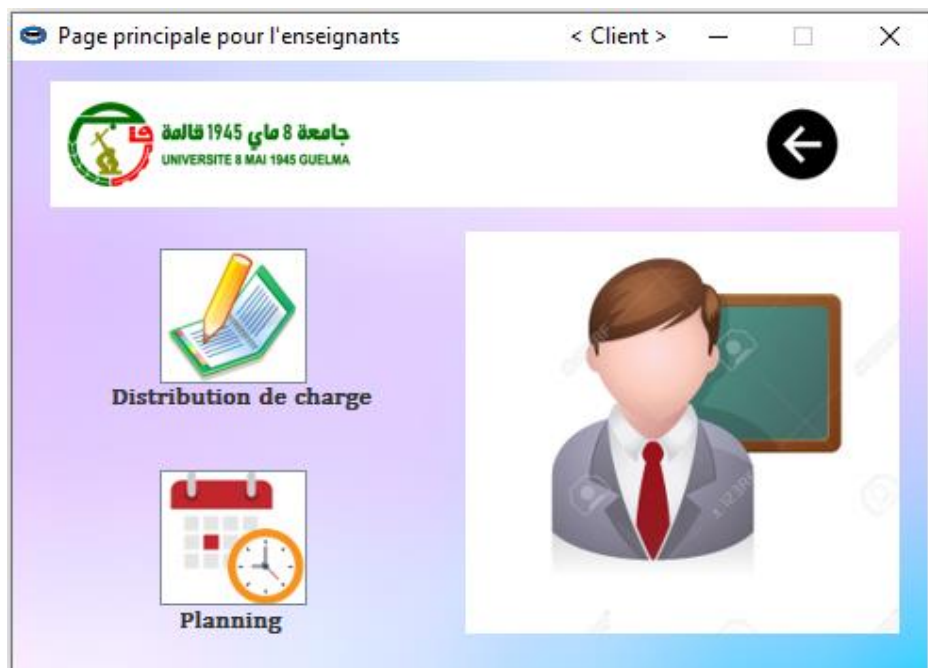 Page principale pour l'enseignants < Client >
جامعة 8 ماي 1945 قالمة
UNIVERSITE 8 MAI 1945 GUELMA
Distribution de charge
Planning